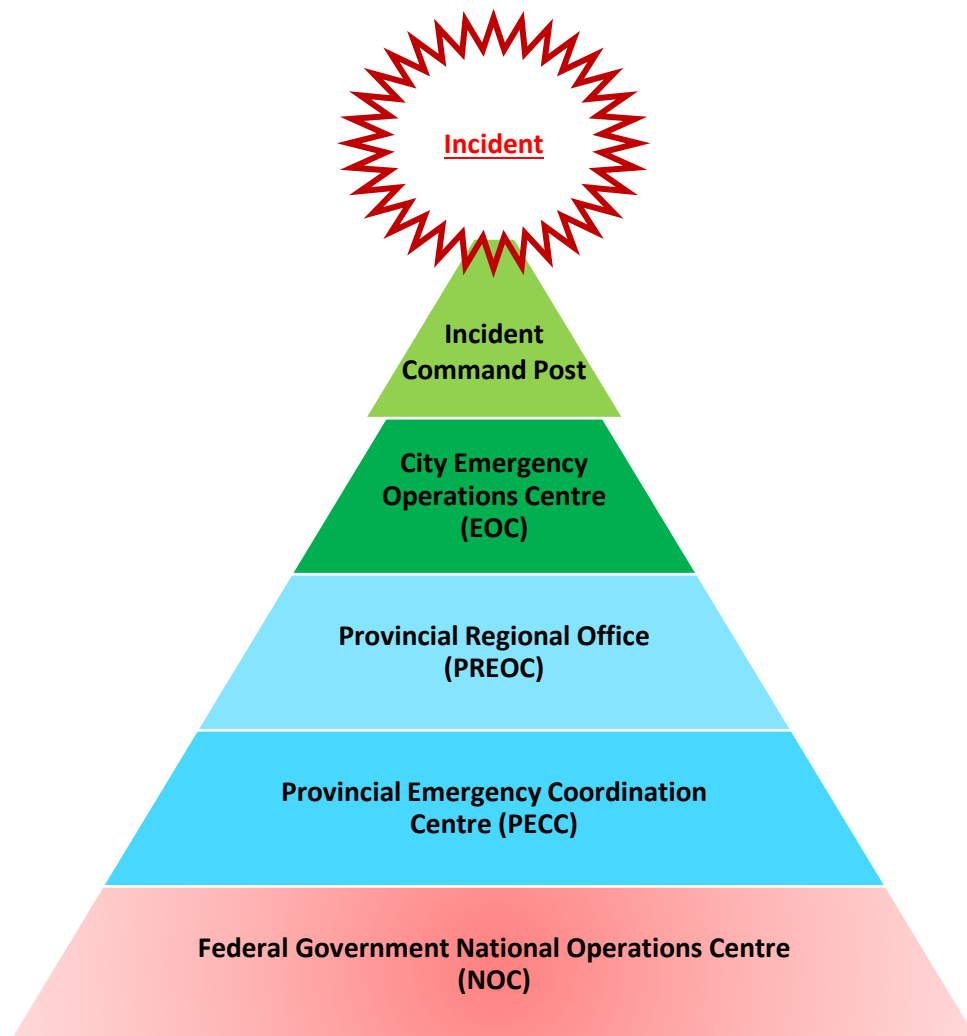 Incident
Incident
Command Post
City Emergency
Operations Centre
(EOC)
Provincial Regional Office
(PREOC)
Provincial Emergency Coordination
Centre (PECC)
Federal Government National Operations Centre
(NOC)